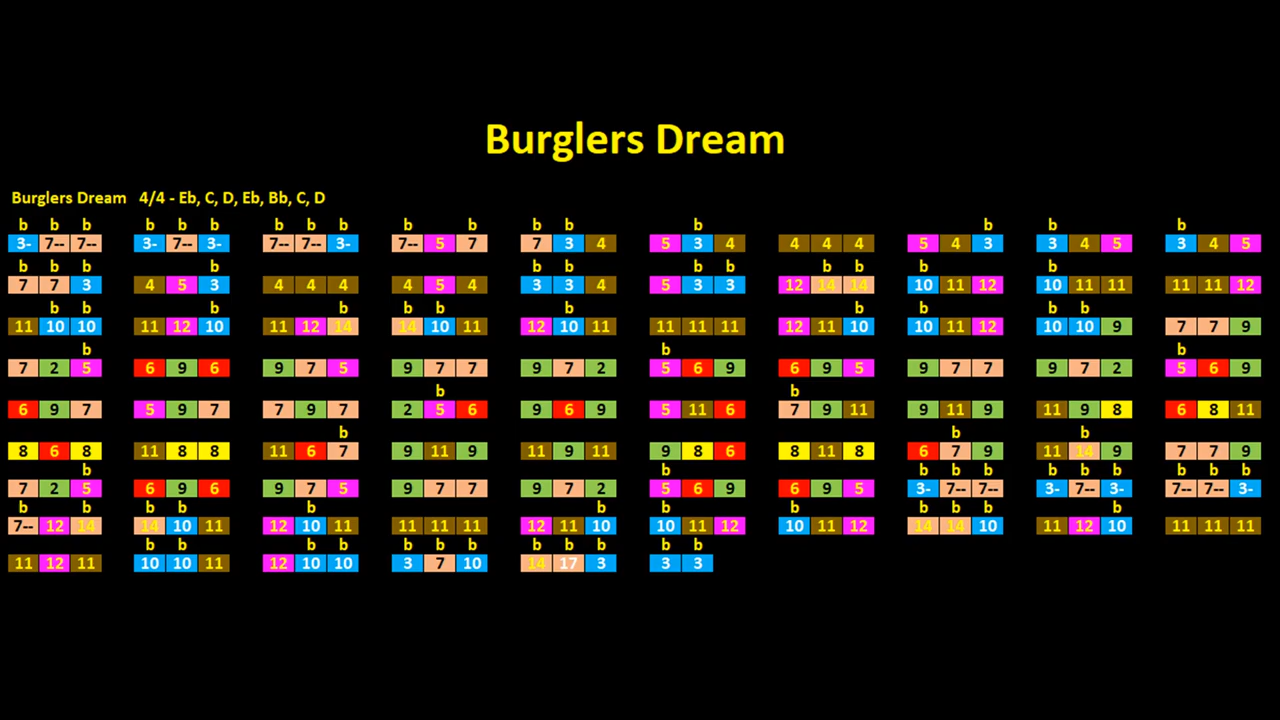 Burglers Dream
Burglers Dream 4/4 - Eb, C, D, Eb, Bb, C, D
b b b b b b b b b b b b b b b b b
3- 7-- 7-- 3- 7-- 3- 7-- 7-- 3- 7-- 5 7 7 3 4 5 3 4 4 4 4 5 4 3 3 4 5 3 4 5
b b b b b b b b b b b b
7 7 3 4 5 3 4 4 4 4 5 4 3 3 4 5 3 3 12 14 14 10 11 12 10 11 11 11 11 12
b b b b b b b b b b b
11 10 10 11 12 10 11 12 14 14 10 11 12 10 11 11 11 11 12 11 10 10 11 12 10 10 9 7 7 9
b b b
7 2 5 6 9 6 9 7 5 9 7 7 9 7 2 5 6 9 6 9 5 9 7 7 9 7 2 5 6 9
b b
6 9 7 5 9 7 7 9 7 2 5 6 9 6 9 5 11 6 7 9 11 9 11 9 11 9 8 6 8 11
b b b
8 6 8 11 8 8 11 6 7 9 11 9 11 9 11 9 8 6 8 11 8 6 7 9 11 14 9 7 7 9
b b b b b b b b b b b
7 2 5 6 9 6 9 7 5 9 7 7 9 7 2 5 6 9 6 9 5 3- 7-- 7-- 3- 7-- 3- 7-- 7-- 3-
b b b b b b b b b b b b
7-- 12 14 14 10 11 12 10 11 11 11 11 12 11 10 10 11 12 10 11 12 14 14 10 11 12 10 11 11 11
b b b b b b b b b b b b
11 12 11 10 10 11 12 10 10 3 7 10 14 17 3 3 3